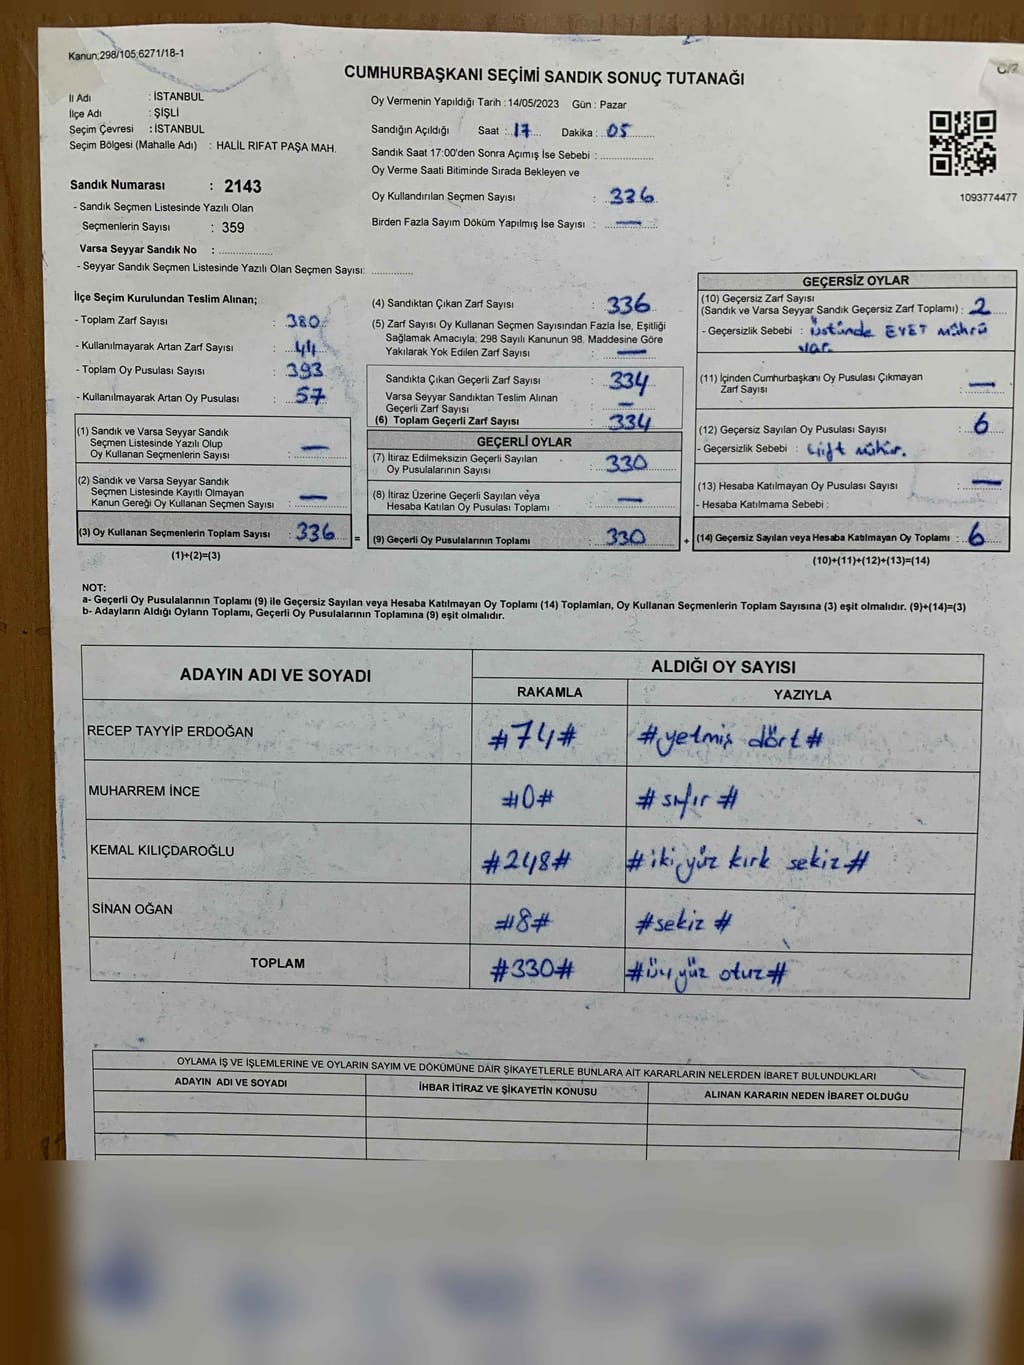 Kanun;298/105;6271/18-1
CUMHURBAŞKANI SEÇİMİ SANDIK SONUÇ TUTANAĞI
İl Adı : İSTANBUL
İlçe Adı : ŞİŞLİ
Seçim Çevresi : İSTANBUL
Seçim Bölgesi (Mahalle Adı) : HALİL RIFAT PAŞA MAH.
Sandık Numarası : 2143
- Sandık Seçmen Listesinde Yazılı Olan
Seçmenlerin Sayısı : 359
Varsa Seyyar Sandık No : ..................
- Seyyar Sandık Seçmen Listesinde Yazılı Olan Seçmen Sayısı: .............
Oy Vermenin Yapıldığı Tarih : 14/05/2023 Gün : Pazar
Sandığın Açıldığı Saat : 17 Dakika : 05
Sandık Saat 17:00'den Sonra Açımış İse Sebebi : ................
Oy Verme Saati Bitiminde Sırada Bekleyen ve
Oy Kullandırılan Seçmen Sayısı : 336
Birden Fazla Sayım Döküm Yapılmış İse Sayısı : —
1093774477
İlçe Seçim Kurulundan Teslim Alınan;
- Toplam Zarf Sayısı : 380
- Kullanılmayarak Artan Zarf Sayısı : 44
- Toplam Oy Pusulası Sayısı : 393
- Kullanılmayarak Artan Oy Pusulası : 57
(1) Sandık ve Varsa Seyyar Sandık
Seçmen Listesinde Yazılı Olup
Oy Kullanan Seçmenlerin Sayısı : —
(2) Sandık ve Varsa Seyyar Sandık
Seçmen Listesinde Kayıtlı Olmayan
Kanun Gereği Oy Kullanan Seçmen Sayısı : —
(3) Oy Kullanan Seçmenlerin Toplam Sayısı : 336 =
(1)+(2)=(3)
(4) Sandıktan Çıkan Zarf Sayısı : 336
(5) Zarf Sayısı Oy Kullanan Seçmen Sayısından Fazla İse, Eşitliği
Sağlamak Amacıyla; 298 Sayılı Kanunun 98. Maddesine Göre
Yakılarak Yok Edilen Zarf Sayısı : —
Sandıkta Çıkan Geçerli Zarf Sayısı : 334
Varsa Seyyar Sandıktan Teslim Alınan
Geçerli Zarf Sayısı : —
(6) Toplam Geçerli Zarf Sayısı : 334
GEÇERLİ OYLAR
(7) İtiraz Edilmeksizin Geçerli Sayılan
Oy Pusulalarının Sayısı : 330
(8) İtiraz Üzerine Geçerli Sayılan veya
Hesaba Katılan Oy Pusulası Toplamı : —
(9) Geçerli Oy Pusulalarının Toplamı : 330 +
GEÇERSİZ OYLAR
(10) Geçersiz Zarf Sayısı
(Sandık ve Varsa Seyyar Sandık Geçersiz Zarf Toplamı) : 2
- Geçersizlik Sebebi : Üstünde EVET mührü
var.
(11) İçinden Cumhurbaşkanı Oy Pusulası Çıkmayan
Zarf Sayısı : —
(12) Geçersiz Sayılan Oy Pusulası Sayısı : 6
- Geçersizlik Sebebi : Çift mühür.
(13) Hesaba Katılmayan Oy Pusulası Sayısı : —
- Hesaba Katılmama Sebebi :
(14) Geçersiz Sayılan veya Hesaba Katılmayan Oy Toplamı : 6
(10)+(11)+(12)+(13)=(14)
NOT:
a- Geçerli Oy Pusulalarının Toplamı (9) ile Geçersiz Sayılan veya Hesaba Katılmayan Oy Toplamı (14) Toplamları, Oy Kullanan Seçmenlerin Toplam Sayısına (3) eşit olmalıdır. (9)+(14)=(3)
b- Adayların Aldığı Oyların Toplamı, Geçerli Oy Pusulalarının Toplamına (9) eşit olmalıdır.
ADAYIN ADI VE SOYADI ALDIĞI OY SAYISI
RAKAMLA YAZIYLA
RECEP TAYYİP ERDOĞAN #74# #yetmiş dört#
MUHARREM İNCE #0# #sıfır#
KEMAL KILIÇDAROĞLU #248# #iki yüz kırk sekiz#
SİNAN OĞAN #8# #sekiz#
TOPLAM #330# #üç yüz otuz#
OYLAMA İŞ VE İŞLEMLERİNE VE OYLARIN SAYIM VE DÖKÜMÜNE DAİR ŞİKAYETLERLE BUNLARA AİT KARARLARIN NELERDEN İBARET BULUNDUKLARI
ADAYIN ADI VE SOYADI İHBAR İTİRAZ VE ŞİKAYETİN KONUSU ALINAN KARARIN NEDEN İBARET OLDUĞU